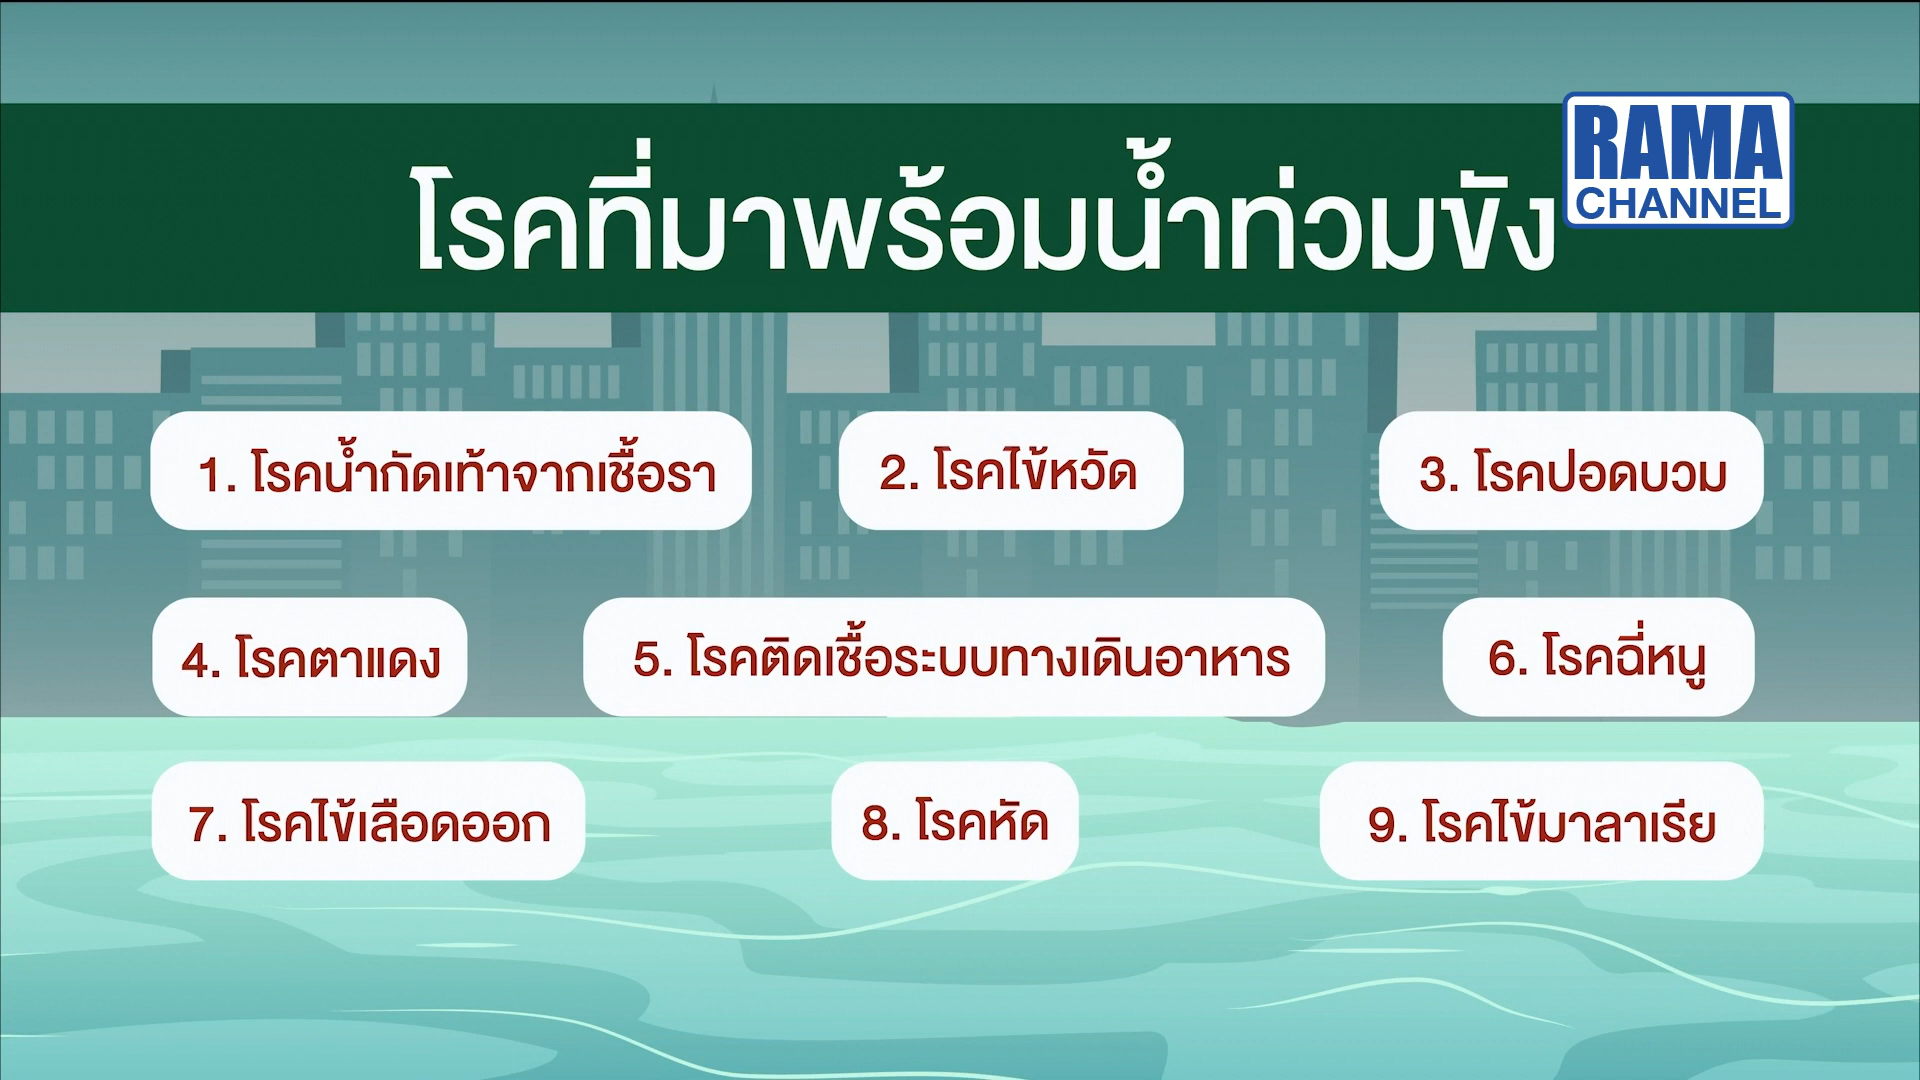 RAMA
CHANNEL
โรคที่มาพร้อมน้ำท่วมขัง
1. โรคน้ำกัดเท้าจากเชื้อรา
2. โรคไข้หวัด
3. โรคปอดบวม
4. โรคตาแดง
5. โรคติดเชื้อระบบทางเดินอาหาร
6. โรคฉี่หนู
7. โรคไข้เลือดออก
8. โรคหัด
9. โรคไข้มาลาเรีย